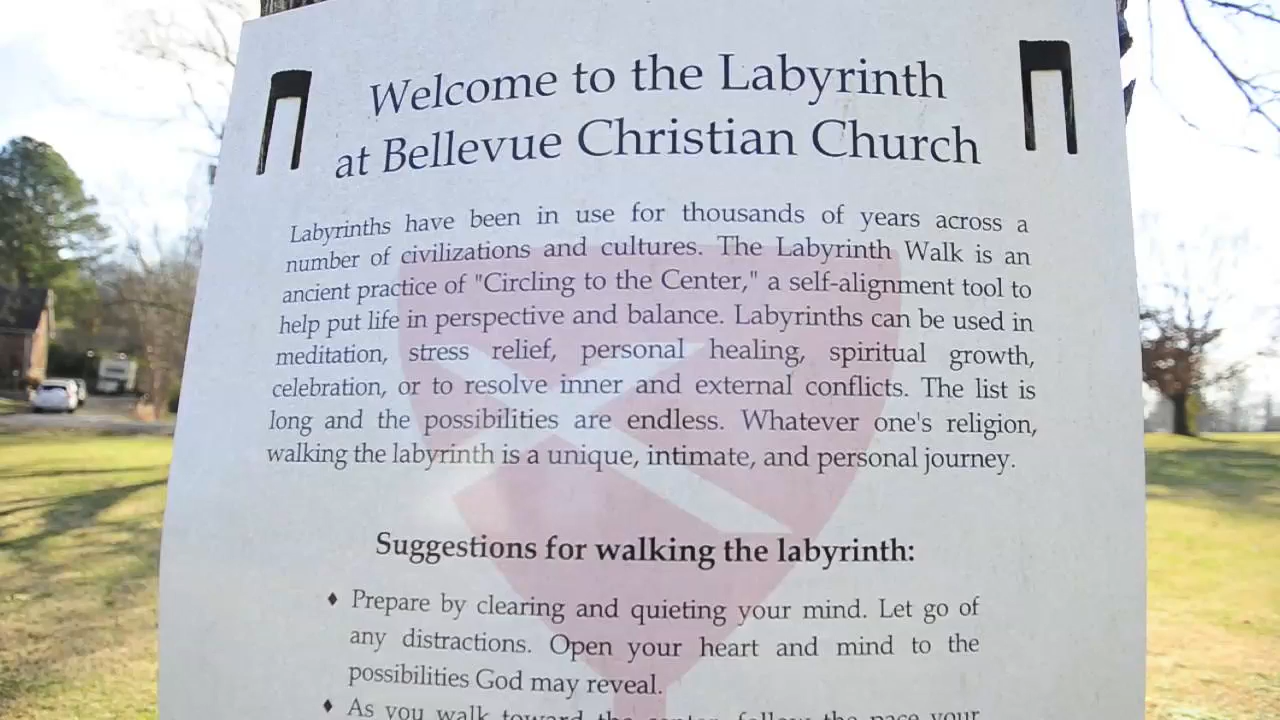 Welcome to the Labyrinth
at Bellevue Christian Church
Labyrinths have been in use for thousands of years across a
number of civilizations and cultures. The Labyrinth Walk is an
ancient practice of "Circling to the Center," a self-alignment tool to
help put life in perspective and balance. Labyrinths can be used in
meditation, stress relief, personal healing, spiritual growth,
celebration, or to resolve inner and external conflicts. The list is
long and the possibilities are endless. Whatever one's religion,
walking the labyrinth is a unique, intimate, and personal journey.
Suggestions for walking the labyrinth:
♦ Prepare by clearing and quieting your mind. Let go of
any distractions. Open your heart and mind to the
possibilities God may reveal.
♦ As you walk toward the center, follow the pace your